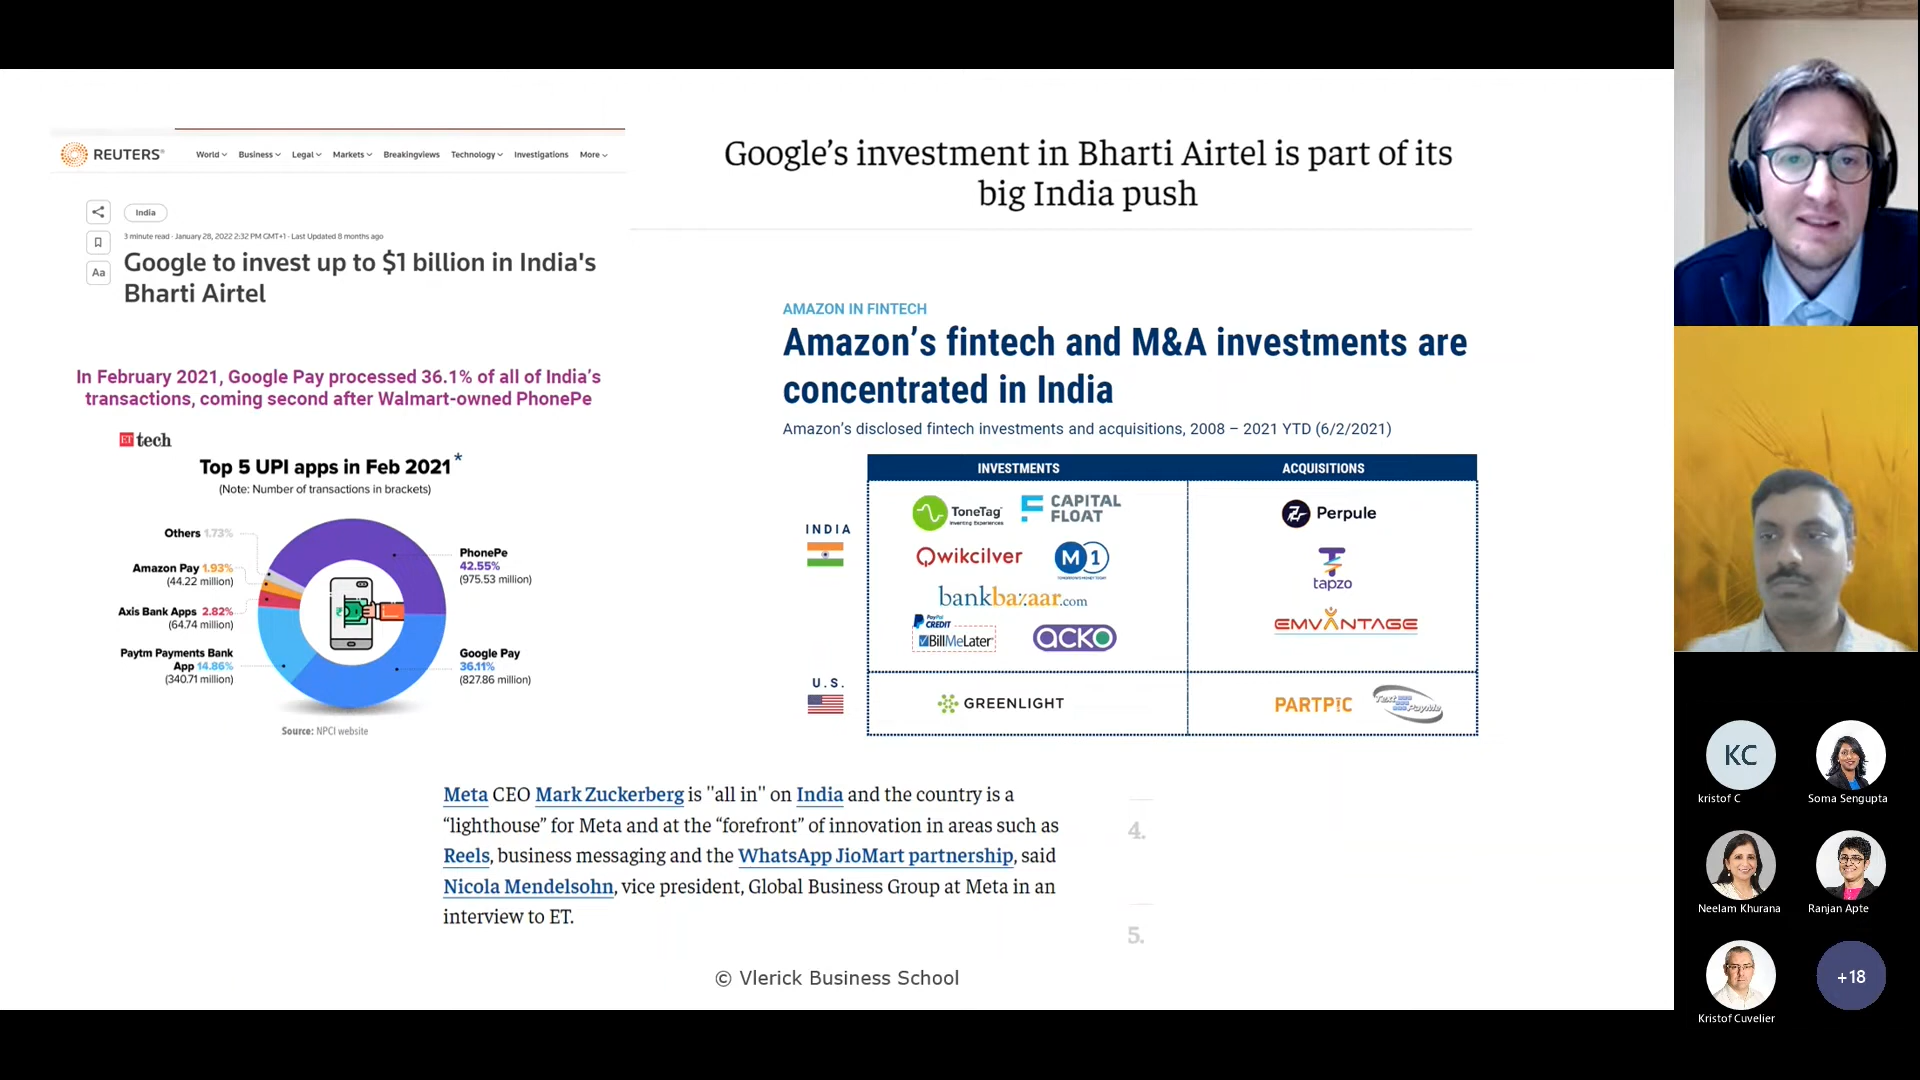 REUTERS®
World Business Legal Markets Breakingviews Technology Investigations More
India
3 minute read · January 28, 2022 2:32 PM GMT+1 · Last Updated 8 months ago
Aa
Google to invest up to $1 billion in India's
Bharti Airtel
In February 2021, Google Pay processed 36.1% of all of India's
transactions, coming second after Walmart-owned PhonePe
ET tech
Top 5 UPI apps in Feb 2021*
(Note: Number of transactions in brackets)
Others 1.73%
Amazon Pay 1.93%
(44.22 million)
Axis Bank Apps 2.82%
(64.74 million)
Paytm Payments Bank
App 14.86%
(340.71 million)
PhonePe
42.55%
(975.53 million)
Google Pay
36.11%
(827.86 million)
Source: NPCI website
Google’s investment in Bharti Airtel is part of its
big India push
AMAZON IN FINTECH
Amazon’s fintech and M&A investments are
concentrated in India
Amazon’s disclosed fintech investments and acquisitions, 2008 – 2021 YTD (6/2/2021)
INVESTMENTS ACQUISITIONS
INDIA
ToneTag
CAPITAL
FLOAT
Qwikcilver
M1
bankbazaar.com
PayPal
CREDIT
BillMeLater
acko
Perpule
tapzo
EMVANTAGE
U.S.
GREENLIGHT
PARTPIC
Text
PayMe
Meta CEO Mark Zuckerberg is "all in" on India and the country is a
“lighthouse” for Meta and at the “forefront” of innovation in areas such as
Reels, business messaging and the WhatsApp JioMart partnership, said
Nicola Mendelsohn, vice president, Global Business Group at Meta in an
interview to ET.
4.
5.
© Vlerick Business School
KC
kristof C
Soma Sengupta
Neelam Khurana
Ranjan Apte
Kristof Cuvelier
+18